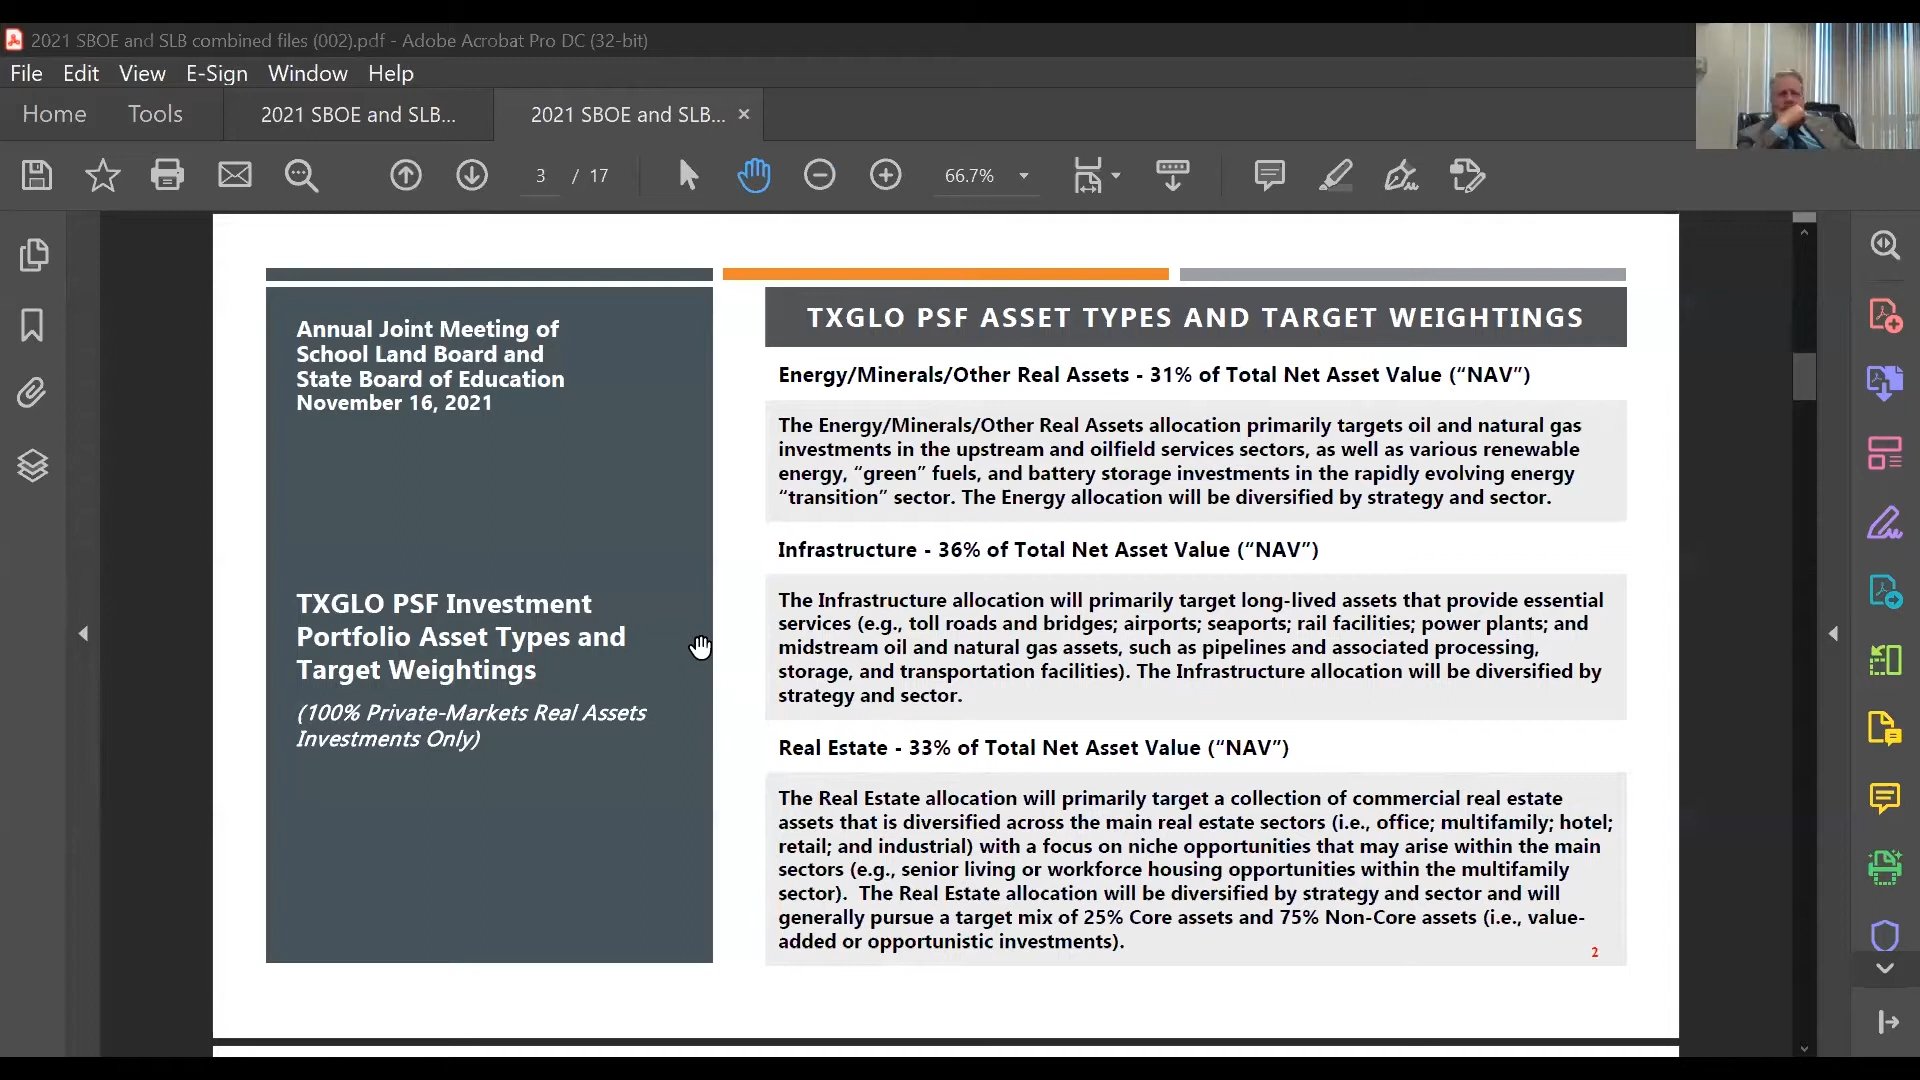 2021 SBOE and SLB combined files (002).pdf - Adobe Acrobat Pro DC (32-bit)
File Edit View E-Sign Window Help
Home Tools 2021 SBOE and SLB... 2021 SBOE and SLB... ×
3 / 17 66.7%
Annual Joint Meeting of
School Land Board and
State Board of Education
November 16, 2021
TXGLO PSF Investment
Portfolio Asset Types and
Target Weightings
(100% Private-Markets Real Assets
Investments Only)
TXGLO PSF ASSET TYPES AND TARGET WEIGHTINGS
Energy/Minerals/Other Real Assets - 31% of Total Net Asset Value (“NAV”)
The Energy/Minerals/Other Real Assets allocation primarily targets oil and natural gas
investments in the upstream and oilfield services sectors, as well as various renewable
energy, “green” fuels, and battery storage investments in the rapidly evolving energy
“transition” sector. The Energy allocation will be diversified by strategy and sector.
Infrastructure - 36% of Total Net Asset Value (“NAV”)
The Infrastructure allocation will primarily target long-lived assets that provide essential
services (e.g., toll roads and bridges; airports; seaports; rail facilities; power plants; and
midstream oil and natural gas assets, such as pipelines and associated processing,
storage, and transportation facilities). The Infrastructure allocation will be diversified by
strategy and sector.
Real Estate - 33% of Total Net Asset Value (“NAV”)
The Real Estate allocation will primarily target a collection of commercial real estate
assets that is diversified across the main real estate sectors (i.e., office; multifamily; hotel;
retail; and industrial) with a focus on niche opportunities that may arise within the main
sectors (e.g., senior living or workforce housing opportunities within the multifamily
sector).  The Real Estate allocation will be diversified by strategy and sector and will
generally pursue a target mix of 25% Core assets and 75% Non-Core assets (i.e., value-
added or opportunistic investments).
2